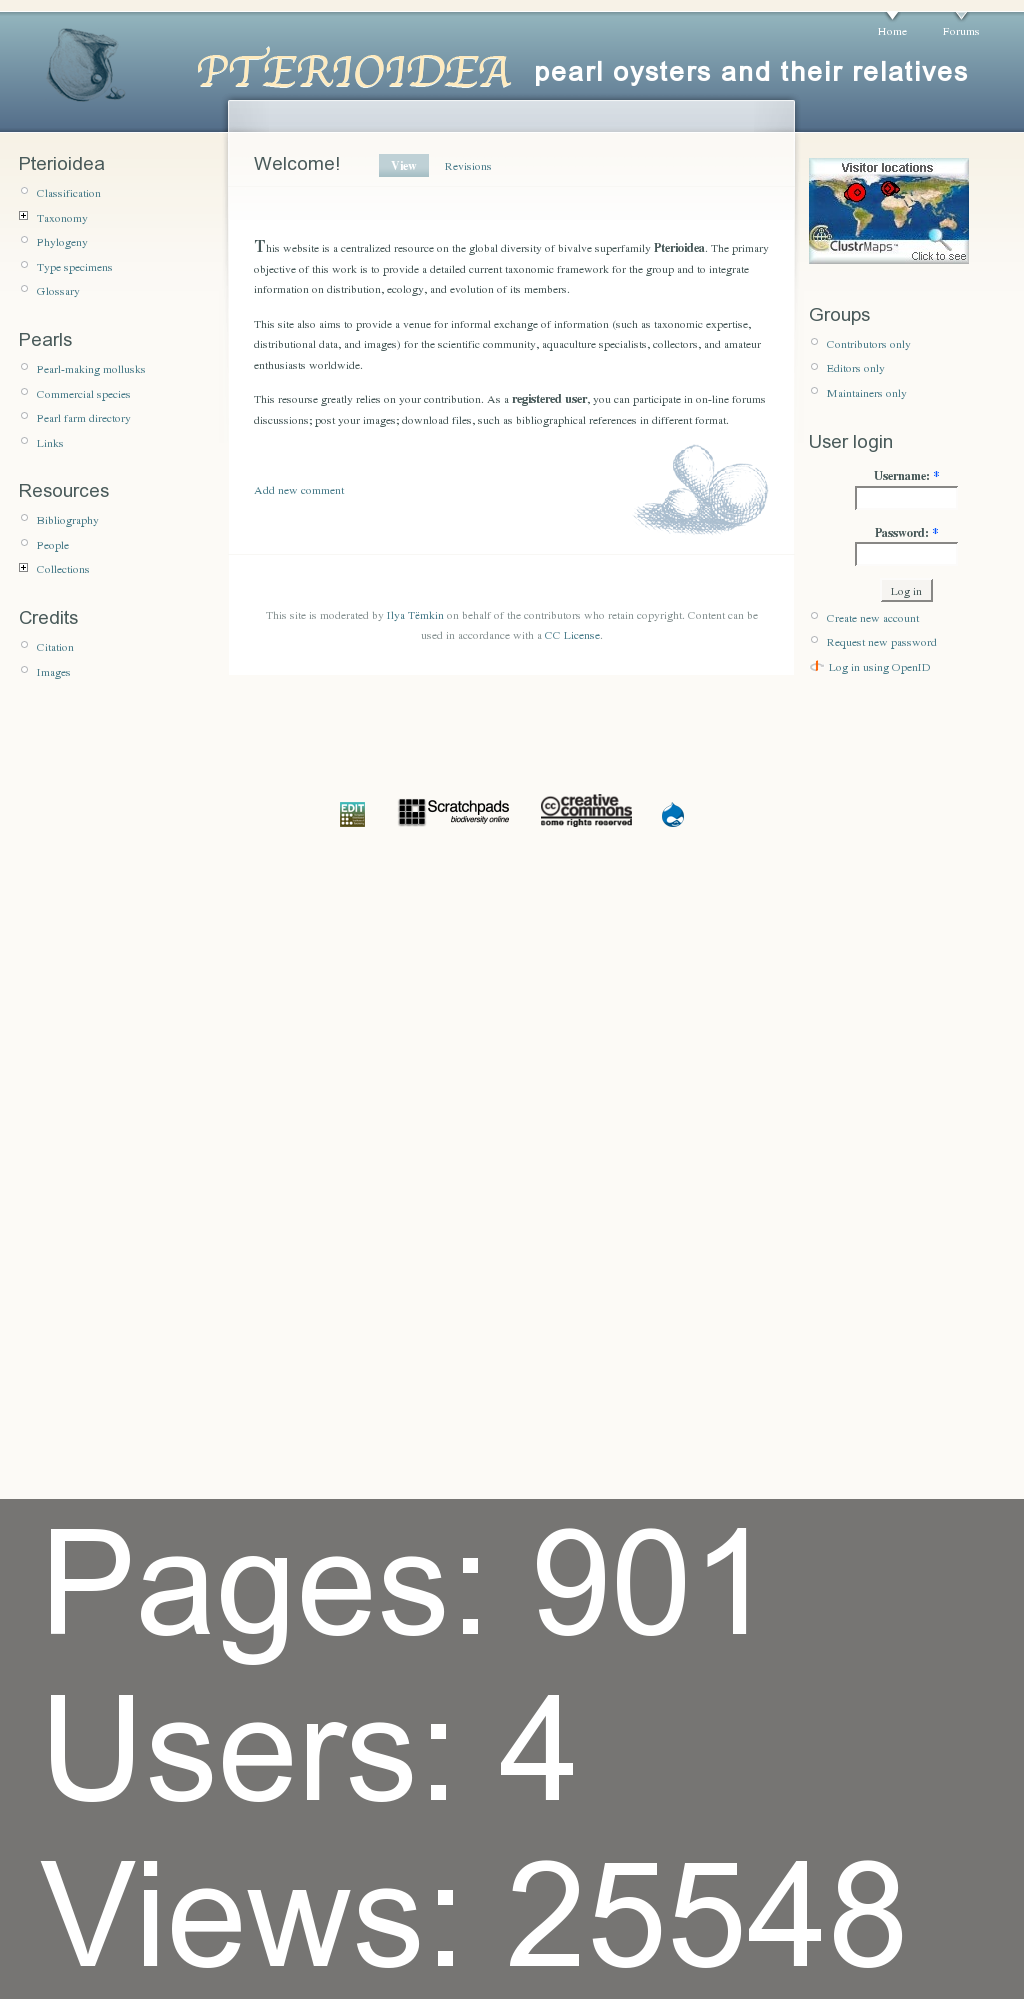 Home
Forums
PTERIOIDEA pearl oysters and their relatives
Pterioidea
Classification
Taxonomy
Phylogeny
Type specimens
Glossary
Pearls
Pearl-making mollusks
Commercial species
Pearl farm directory
Links
Resources
Bibliography
People
Collections
Credits
Citation
Images
Welcome!
View
Revisions
This website is a centralized resource on the global diversity of bivalve superfamily Pterioidea. The primary
objective of this work is to provide a detailed current taxonomic framework for the group and to integrate
information on distribution, ecology, and evolution of its members.
This site also aims to provide a venue for informal exchange of information (such as taxonomic expertise,
distributional data, and images) for the scientific community, aquaculture specialists, collectors, and amateur
enthusiasts worldwide.
This resourse greatly relies on your contribution. As a registered user, you can participate in on-line forums
discussions; post your images; download files, such as bibliographical references in different format.
Add new comment
This site is moderated by Ilya Tëmkin on behalf of the contributors who retain copyright. Content can be
used in accordance with a CC License.
Visitor locations
ClustrMaps™
Click to see
Groups
Contributors only
Editors only
Maintainers only
User login
Username: *
Password: *
Log in
Create new account
Request new password
Log in using OpenID
EDIT
Scratchpads
biodiversity online
cc creative
commons
some rights reserved
Pages: 901
Users: 4
Views: 25548